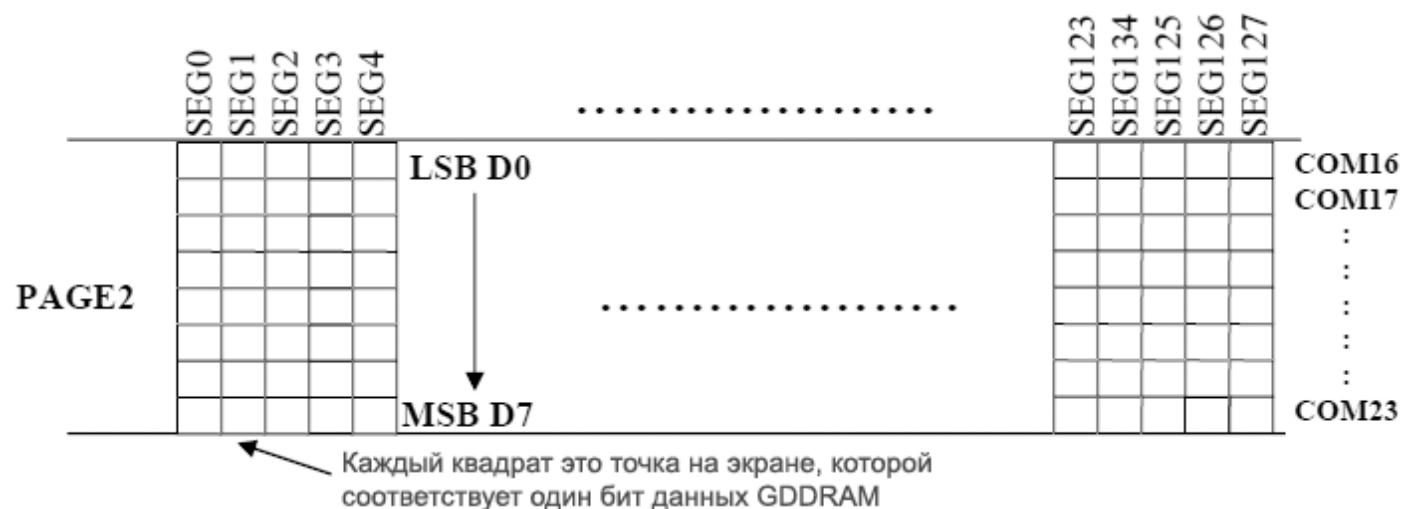 SEG0
SEG1
SEG2
SEG3
SEG4
SEG123
SEG134
SEG125
SEG126
SEG127
LSB D0
COM16
COM17
PAGE2
MSB D7
COM23
Каждый квадрат это точка на экране, которой
соответствует один бит данных GDDRAM